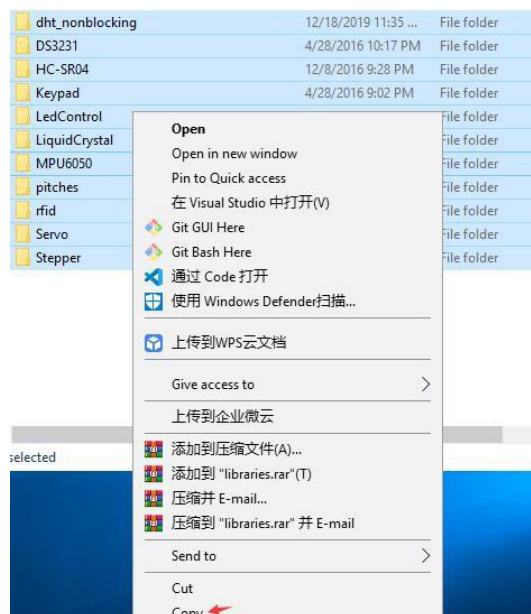 dht_nonblocking 12/18/2019 11:35 ... File folder
DS3231 4/28/2016 10:17 PM File folder
HC-SR04 12/8/2016 9:28 PM File folder
Keypad 4/28/2016 9:02 PM File folder
LedControl File folder
LiquidCrystal File folder
MPU6050 File folder
pitches File folder
rfid File folder
Servo File folder
Stepper File folder
Open
Open in new window
Pin to Quick access
在 Visual Studio 中打开(V)
Git GUI Here
Git Bash Here
通过 Code 打开
使用 Windows Defender扫描...
上传到WPS云文档
Give access to
上传到企业微云
selected
添加到压缩文件(A)...
添加到 "libraries.rar"(T)
压缩并 E-mail...
压缩到 "libraries.rar" 并 E-mail
Send to
Cut
Copy